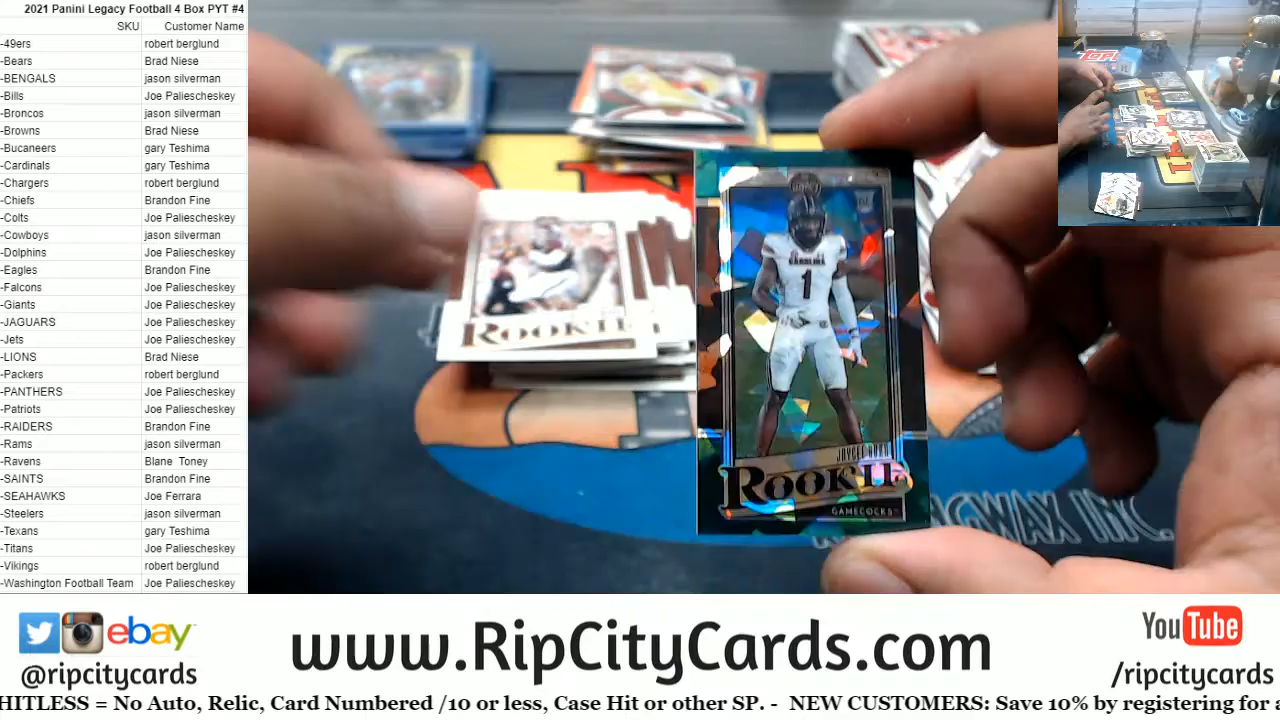 2021 Panini Legacy Football 4 Box PYT #4
SKU Customer Name
-49ers robert berglund
-Bears Brad Niese
-BENGALS jason silverman
-Bills Joe Paliescheskey
-Broncos jason silverman
-Browns Brad Niese
-Bucaneers gary Teshima
-Cardinals gary Teshima
-Chargers robert berglund
-Chiefs Brandon Fine
-Colts Joe Paliescheskey
-Cowboys jason silverman
-Dolphins Joe Paliescheskey
-Eagles Brandon Fine
-Falcons Joe Paliescheskey
-Giants Joe Paliescheskey
-JAGUARS Joe Paliescheskey
-Jets Joe Paliescheskey
-LIONS Brad Niese
-Packers robert berglund
-PANTHERS Joe Paliescheskey
-Patriots Joe Paliescheskey
-RAIDERS Brandon Fine
-Rams jason silverman
-Ravens Blane Toney
-SAINTS Brandon Fine
-SEAHAWKS Joe Ferrara
-Steelers jason silverman
-Texans gary Teshima
-Titans Joe Paliescheskey
-Vikings robert berglund
-Washington Football Team Joe Paliescheskey
ROOKIE
CAROLINA
1
JAYCEE HORN
ROOKIE
GAMECOCKS
GWAX INC.
TOPPS
ebay
@ripcitycards
www.RipCityCards.com
YouTube
/ripcitycards
HITLESS = No Auto, Relic, Card Numbered /10 or less, Case Hit or other SP. - NEW CUSTOMERS: Save 10% by registering for a